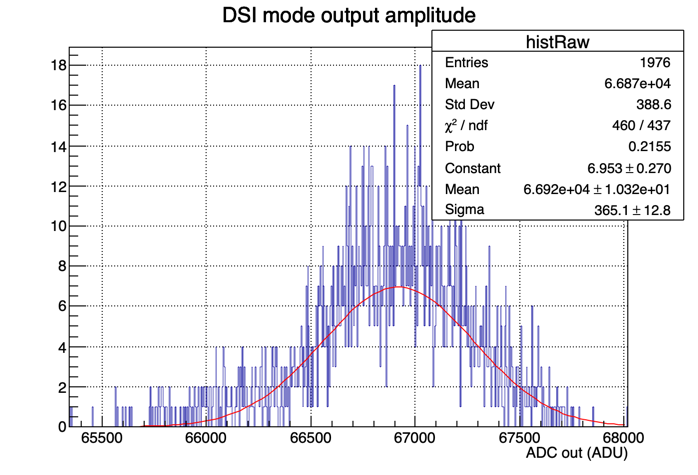 DSI mode output amplitude
histRaw
Entries 1976
Mean 6.687e+04
Std Dev 388.6
χ² / ndf 460 / 437
Prob 0.2155
Constant 6.953 ± 0.270
Mean 6.692e+04 ± 1.032e+01
Sigma 365.1 ± 12.8
18
16
14
12
10
8
6
4
2
0
65500 66000 66500 67000 67500 68000
ADC out (ADU)